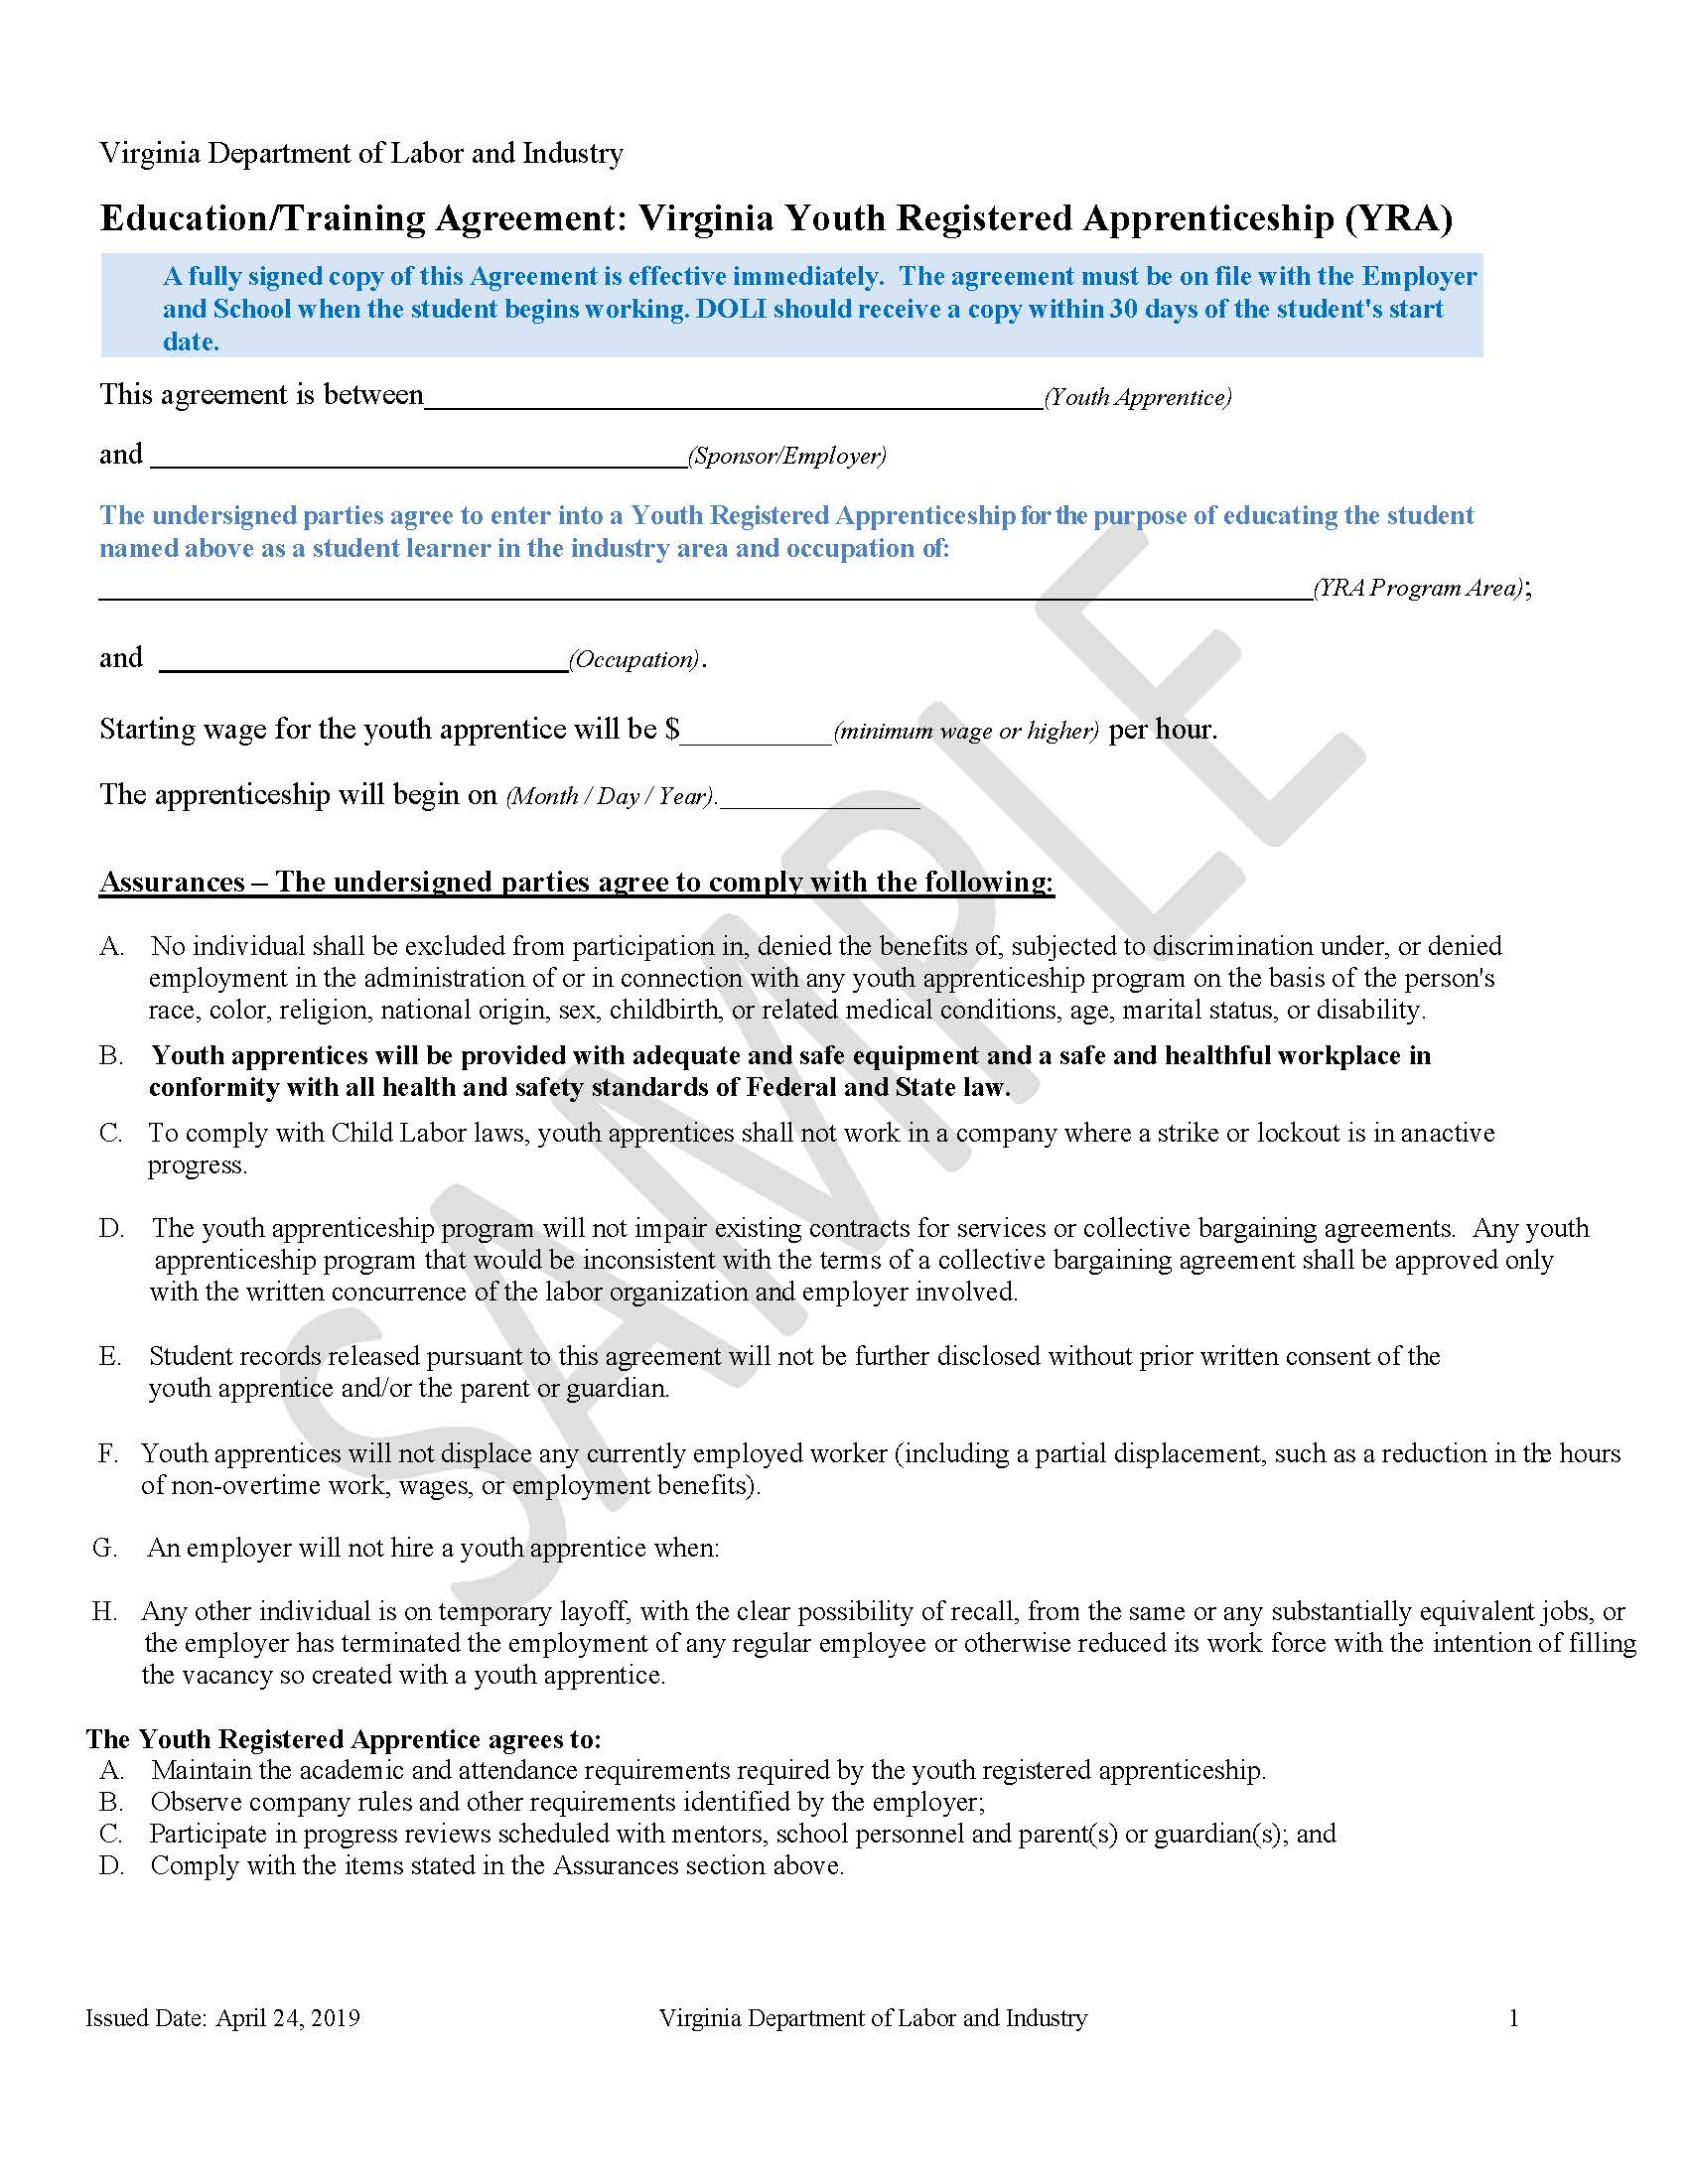 Virginia Department of Labor and Industry
Education/Training Agreement: Virginia Youth Registered Apprenticeship (YRA)
A fully signed copy of this Agreement is effective immediately. The agreement must be on file with the Employer
and School when the student begins working. DOLI should receive a copy within 30 days of the student's start
date.
This agreement is between____________________(Youth Apprentice)
and ____________________(Sponsor/Employer)
The undersigned parties agree to enter into a Youth Registered Apprenticeship for the purpose of educating the student
named above as a student learner in the industry area and occupation of:
____________________(YRA Program Area);
and ____________________(Occupation).
Starting wage for the youth apprentice will be $__________(minimum wage or higher) per hour.
The apprenticeship will begin on (Month / Day / Year).______________
Assurances – The undersigned parties agree to comply with the following:
A. No individual shall be excluded from participation in, denied the benefits of, subjected to discrimination under, or denied
employment in the administration of or in connection with any youth apprenticeship program on the basis of the person's
race, color, religion, national origin, sex, childbirth, or related medical conditions, age, marital status, or disability.
B. Youth apprentices will be provided with adequate and safe equipment and a safe and healthful workplace in
conformity with all health and safety standards of Federal and State law.
C. To comply with Child Labor laws, youth apprentices shall not work in a company where a strike or lockout is in anactive
progress.
D. The youth apprenticeship program will not impair existing contracts for services or collective bargaining agreements. Any youth
apprenticeship program that would be inconsistent with the terms of a collective bargaining agreement shall be approved only
with the written concurrence of the labor organization and employer involved.
E. Student records released pursuant to this agreement will not be further disclosed without prior written consent of the
youth apprentice and/or the parent or guardian.
F. Youth apprentices will not displace any currently employed worker (including a partial displacement, such as a reduction in the hours
of non-overtime work, wages, or employment benefits).
G. An employer will not hire a youth apprentice when:
H. Any other individual is on temporary layoff, with the clear possibility of recall, from the same or any substantially equivalent jobs, or
the employer has terminated the employment of any regular employee or otherwise reduced its work force with the intention of filling
the vacancy so created with a youth apprentice.
The Youth Registered Apprentice agrees to:
A. Maintain the academic and attendance requirements required by the youth registered apprenticeship.
B. Observe company rules and other requirements identified by the employer;
C. Participate in progress reviews scheduled with mentors, school personnel and parent(s) or guardian(s); and
D. Comply with the items stated in the Assurances section above.
Issued Date: April 24, 2019 Virginia Department of Labor and Industry 1
SAMPLE